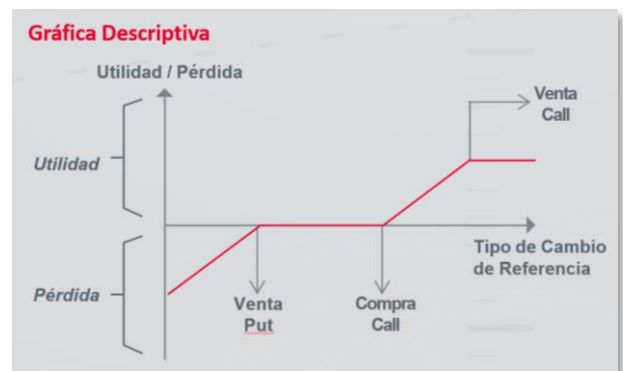 Gráfica Descriptiva
Utilidad / Pérdida
Venta
Call
Utilidad
Tipo de Cambio
de Referencia
Pérdida
Venta
Put
Compra
Call